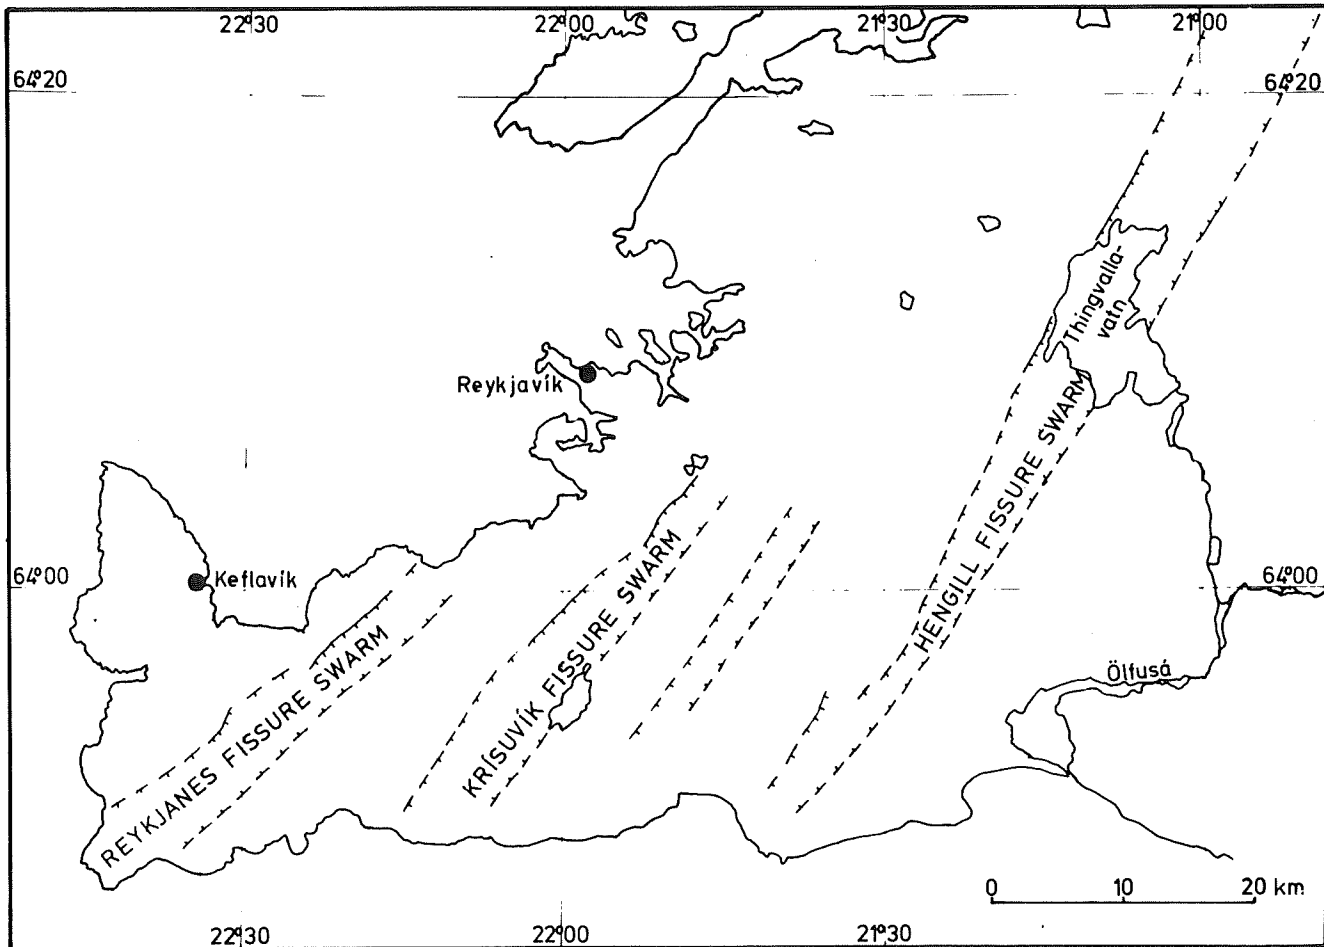 22°30 22°00 21°30 21°00
64°20 64°20
Thingvalla-
vatn
Reykjavík
Keflavík
64°00 64°00
REYKJANES FISSURE SWARM
KRÍSUVÍK FISSURE SWARM
HENGILL FISSURE SWARM
Ölfusá
0 10 20 km
22°30 22°00 21°30